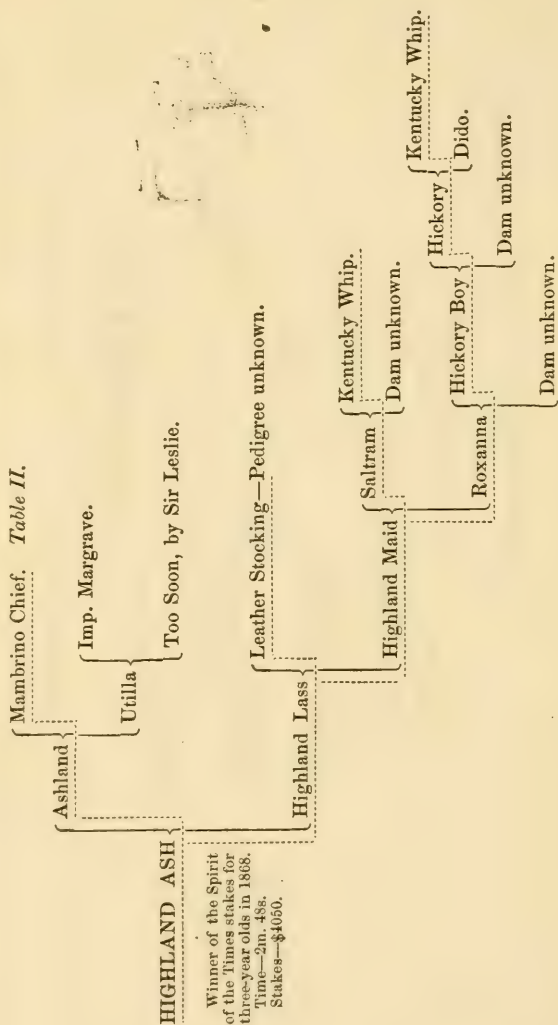 Mambrino Chief. Table II.
Ashland
Imp. Margrave.
Utilla
Too Soon, by Sir Leslie.
HIGHLAND ASH
Winner of the Spirit
of the Times stakes for
three-year olds in 1868.
Time—2m. 48s.
Stakes—$4050.
Leather Stocking—Pedigree unknown.
Highland Lass
Kentucky Whip.
Saltram
Dam unknown.
Highland Maid
Kentucky Whip.
Hickory
Dido.
Hickory Boy
Dam unknown.
Roxanna
Dam unknown.